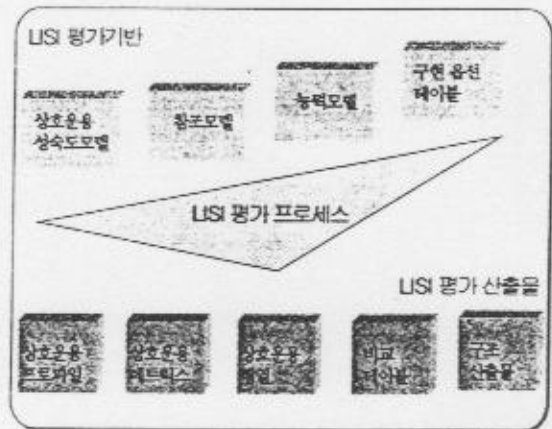 LISI 평가기반
구현 옵션
테이블
능력모델
참조모델
상호운용
성숙도모델
LISI 평가 프로세스
LISI 평가 산출물
상호운용
프로파일
상호운용
매트릭스
상호운용
비교
테이블
구조
산출물